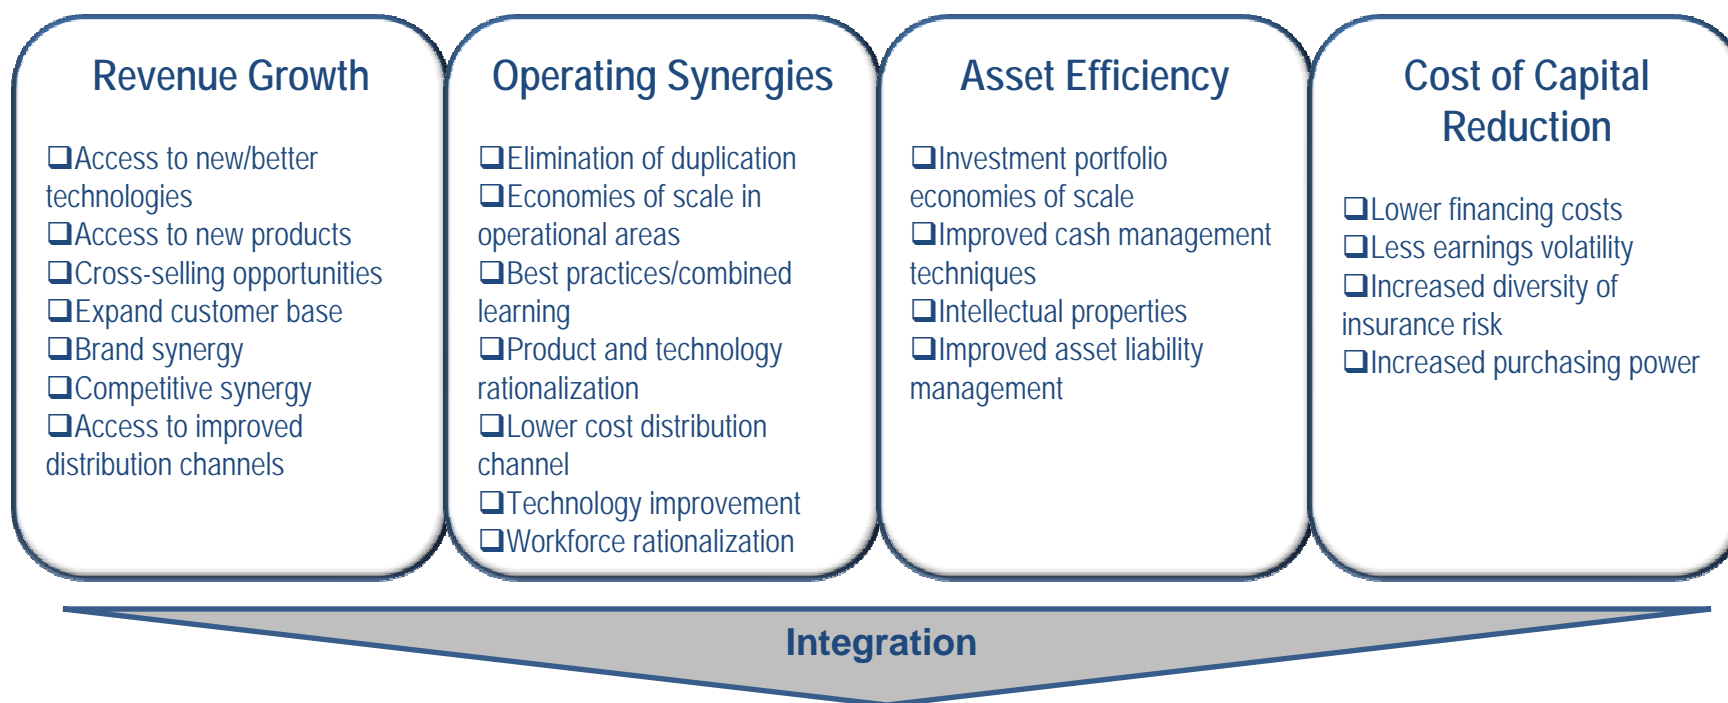 Revenue Growth
❑Access to new/better
technologies
❑Access to new products
❑Cross-selling opportunities
❑Expand customer base
❑Brand synergy
❑Competitive synergy
❑Access to improved
distribution channels
Operating Synergies
❑Elimination of duplication
❑Economies of scale in
operational areas
❑Best practices/combined
learning
❑Product and technology
rationalization
❑Lower cost distribution
channel
❑Technology improvement
❑Workforce rationalization
Asset Efficiency
❑Investment portfolio
economies of scale
❑Improved cash management
techniques
❑Intellectual properties
❑Improved asset liability
management
Cost of Capital
Reduction
❑Lower financing costs
❑Less earnings volatility
❑Increased diversity of
insurance risk
❑Increased purchasing power
Integration